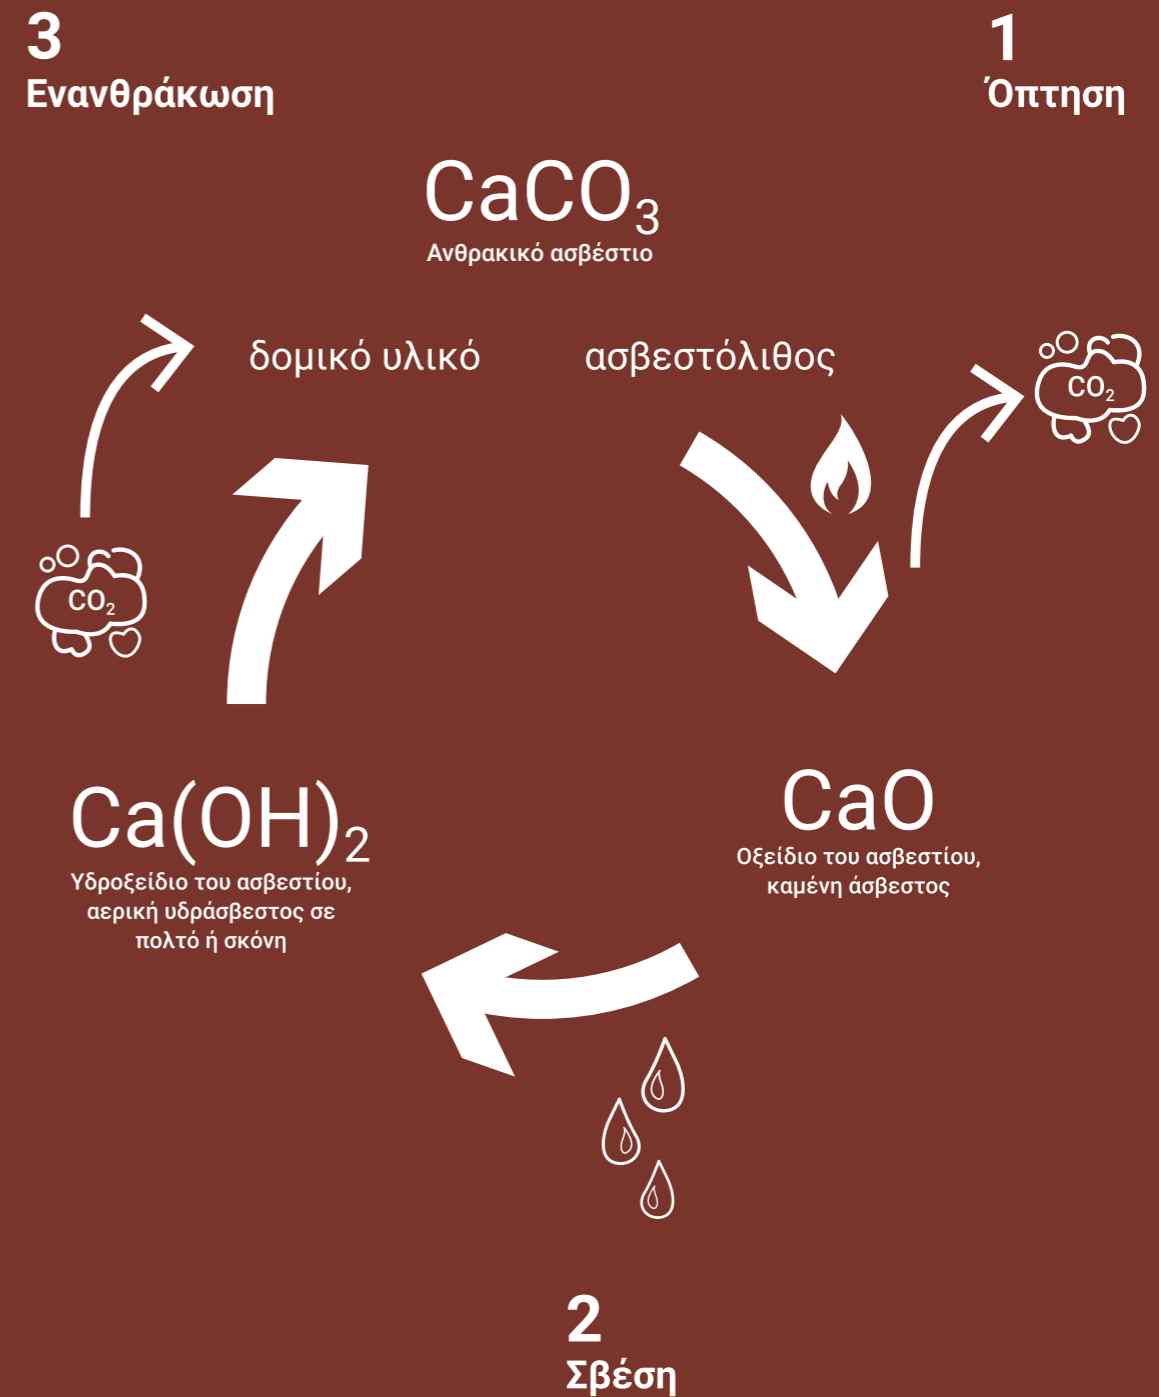 3
Ενανθράκωση
1
Όπτηση
CaCO₃
Ανθρακικό ασβέστιο
δομικό υλικό
ασβεστόλιθος
CO₂
CO₂
Ca(OH)₂
Υδροξείδιο του ασβεστίου,
αερική υδράσβεστος σε
πολτό ή σκόνη
CaO
Οξείδιο του ασβεστίου,
καμένη άσβεστος
2
Σβέση